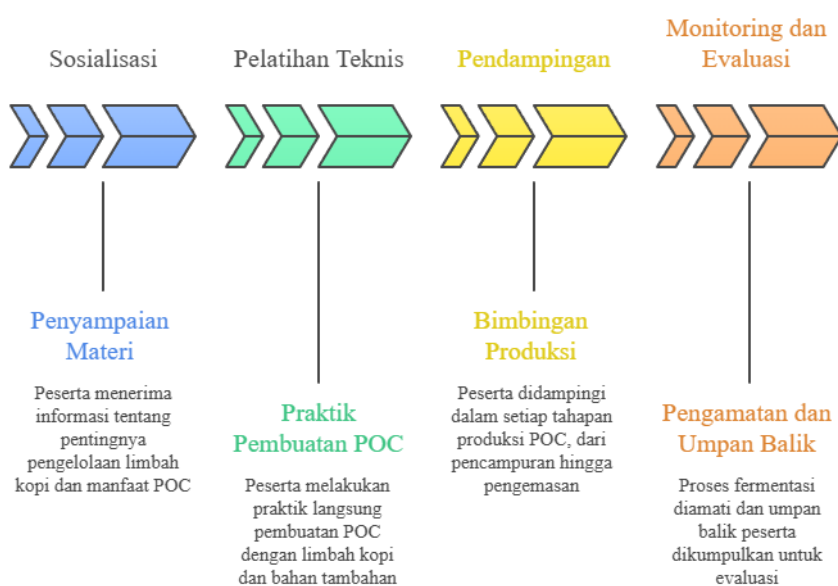 Sosialisasi
Pelatihan Teknis
Pendampingan
Monitoring dan
Evaluasi
Penyampaian
Materi
Peserta menerima
informasi tentang
pentingnya
pengelolaan limbah
kopi dan manfaat POC
Praktik
Pembuatan POC
Peserta melakukan
praktik langsung
pembuatan POC
dengan limbah kopi
dan bahan tambahan
Bimbingan
Produksi
Peserta didampingi
dalam setiap tahapan
produksi POC, dari
pencampuran hingga
pengemasan
Pengamatan dan
Umpan Balik
Proses fermentasi
diamati dan umpan
balik peserta
dikumpulkan untuk
evaluasi